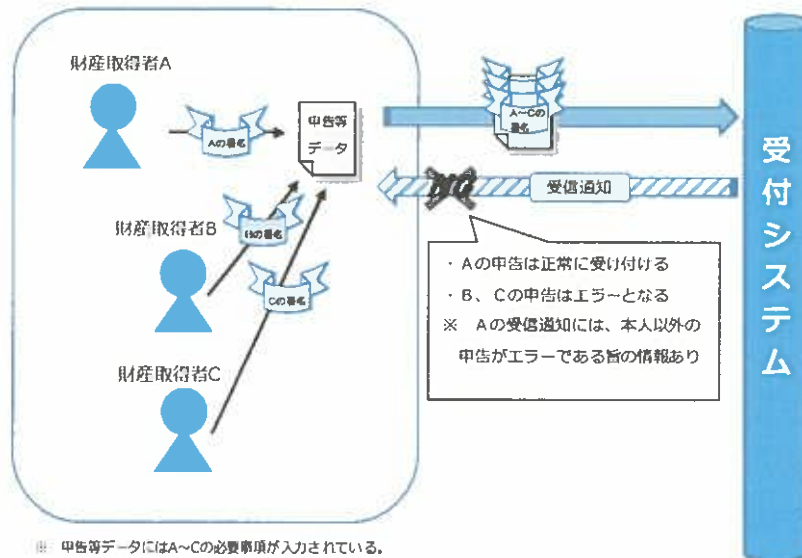 財産取得者A
Aの署名
申告等
データ
A～Cの
署名
受信通知
財産取得者B
Bの署名
Cの署名
財産取得者C
・Aの申告は正常に受け付ける
・B、Cの申告はエラーとなる
※ Aの受信通知には、本人以外の
申告がエラーである旨の情報あり
受付システム
※ 申告等データにはA～Cの必要事項が入力されている。